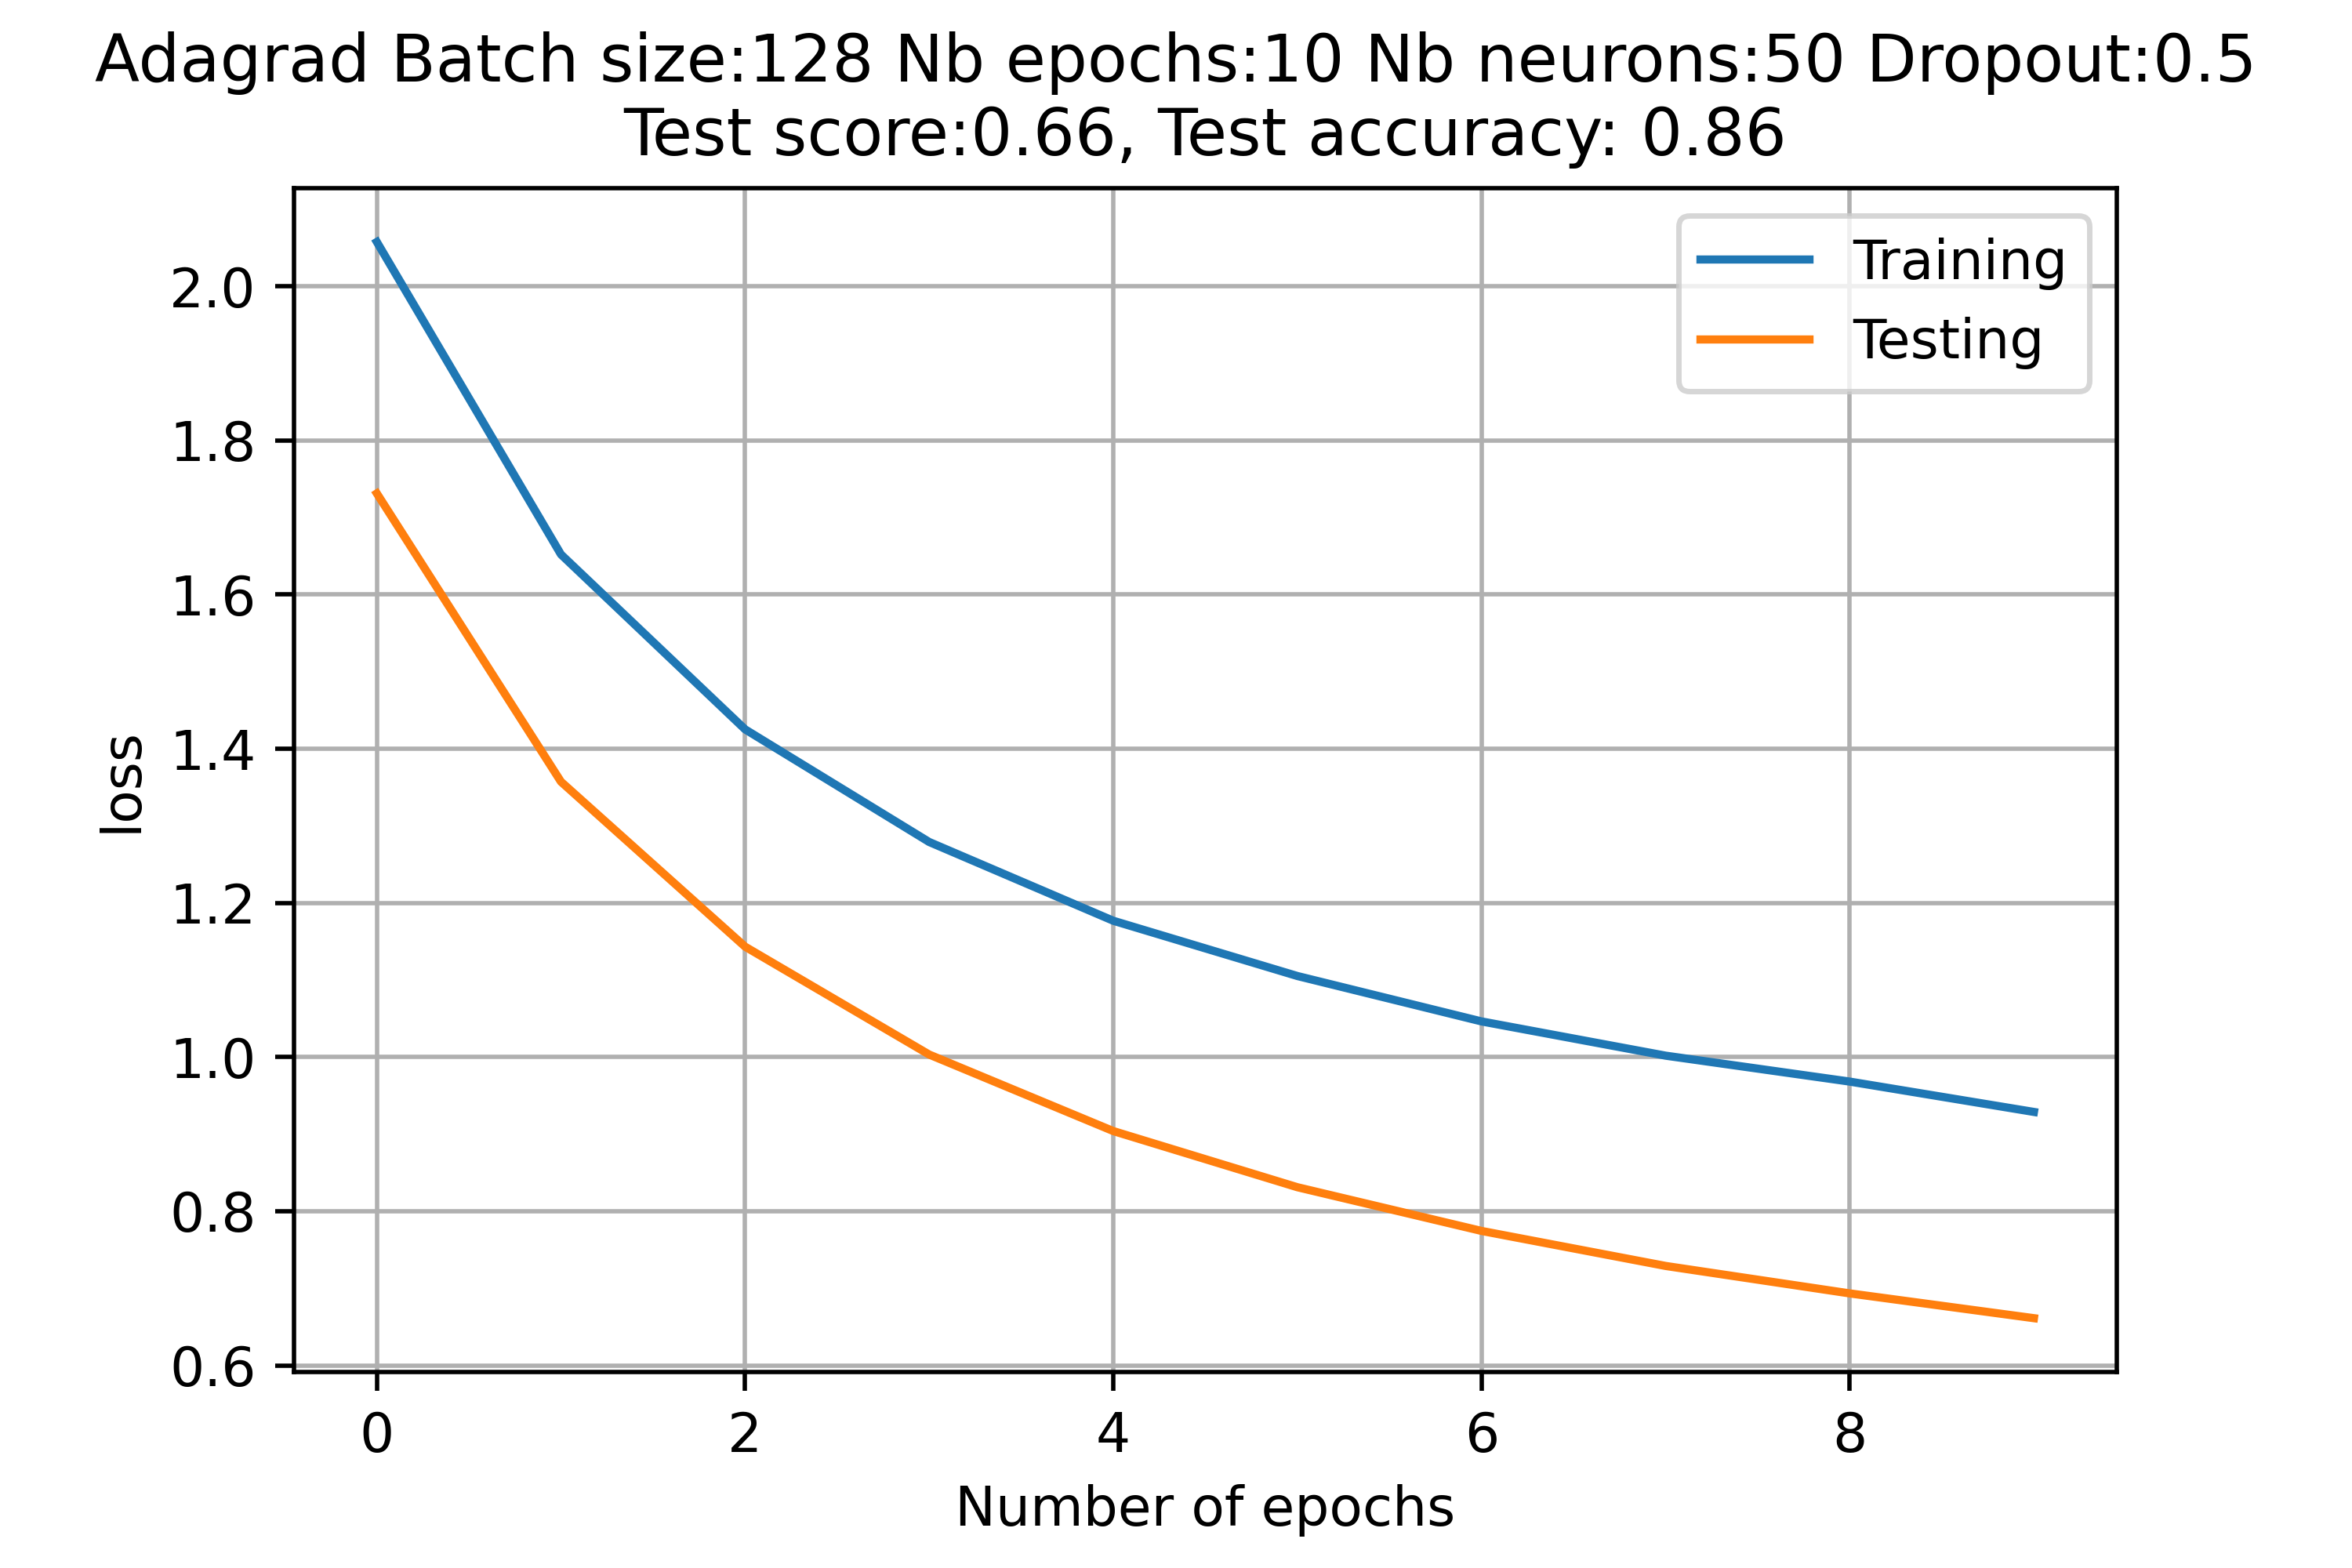 Adagrad Batch size:128 Nb epochs:10 Nb neurons:50 Dropout:0.5
Test score:0.66, Test accuracy: 0.86
Training
Testing
2.0
1.8
1.6
1.4
1.2
1.0
0.8
0.6
loss
0 2 4 6 8
Number of epochs